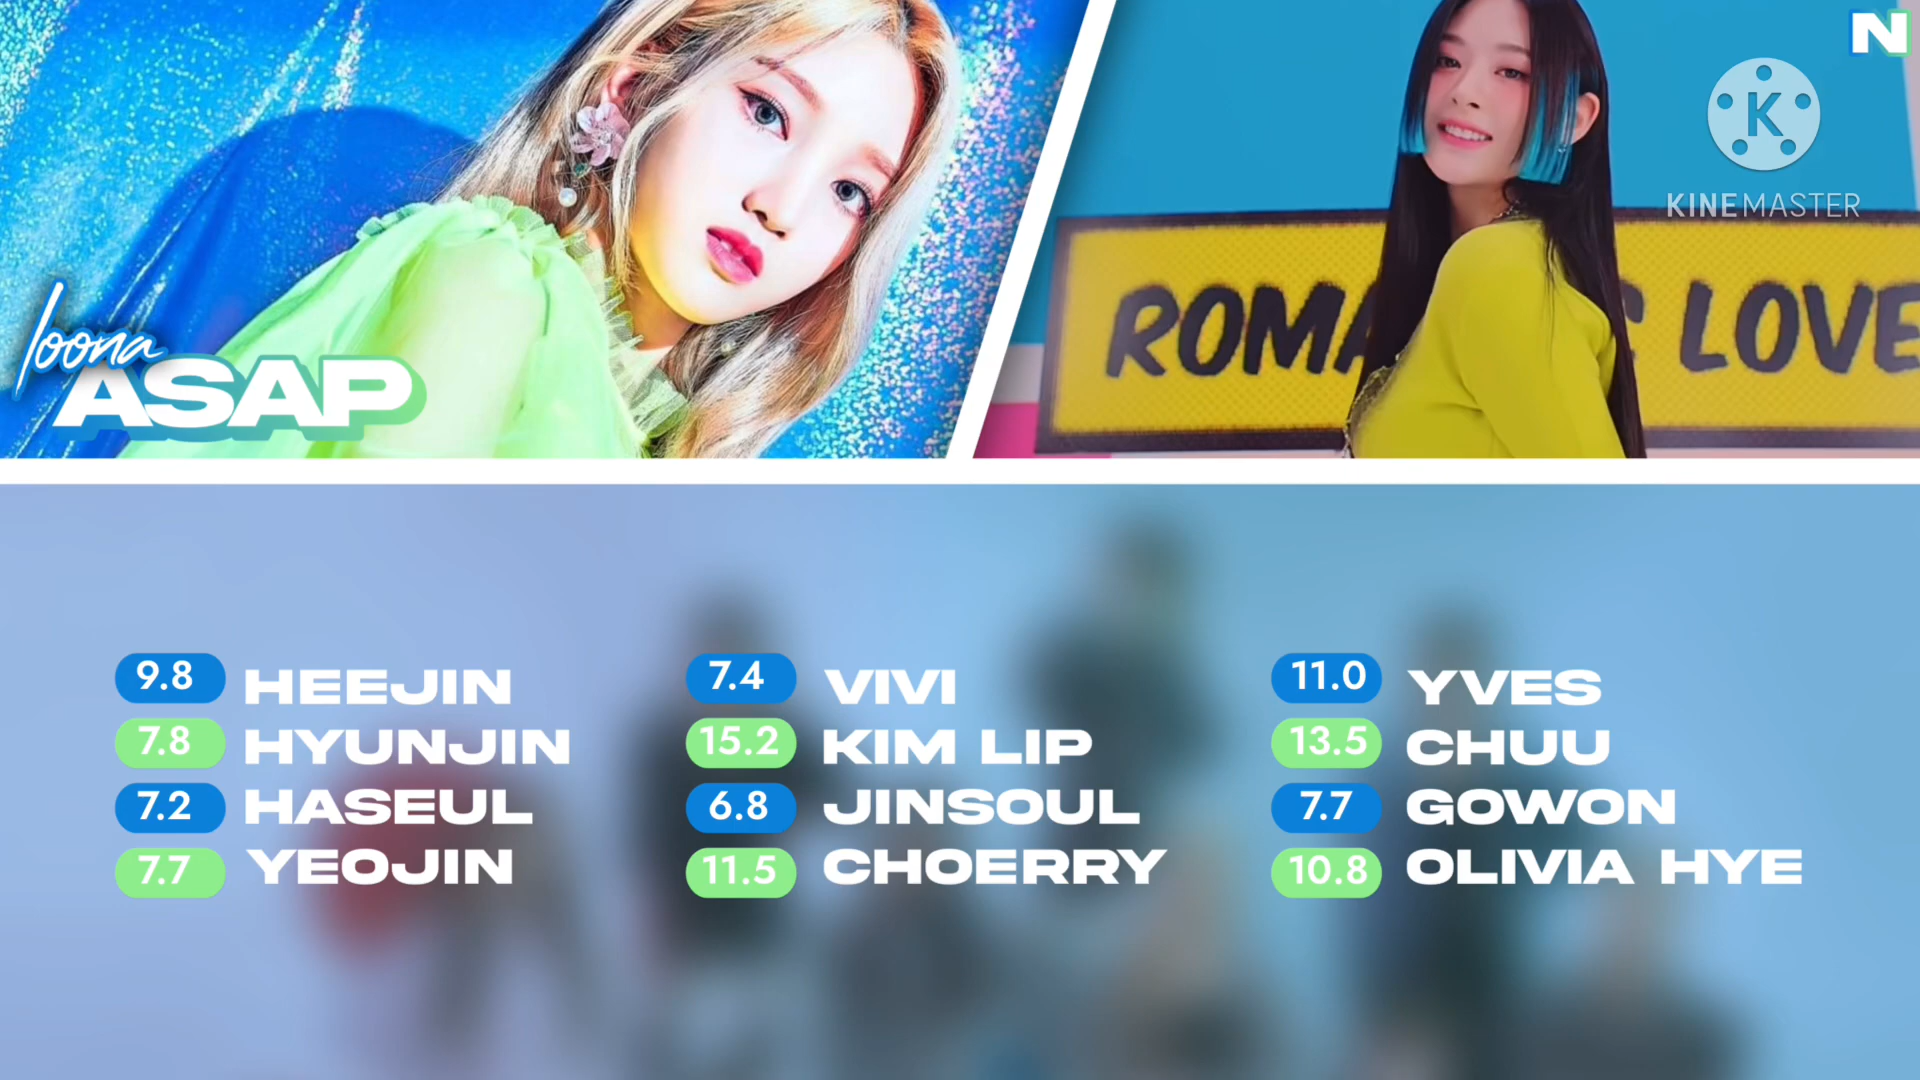 N
K
KINEMASTER
loona
ASAP
LOVE
9.8 HEEJIN
7.8 HYUNJIN
7.2 HASEUL
7.7 YEOJIN
7.4 VIVI
15.2 KIM LIP
6.8 JINSOUL
11.5 CHOERRY
11.0 YVES
13.5 CHUU
7.7 GOWON
10.8 OLIVIA HYE